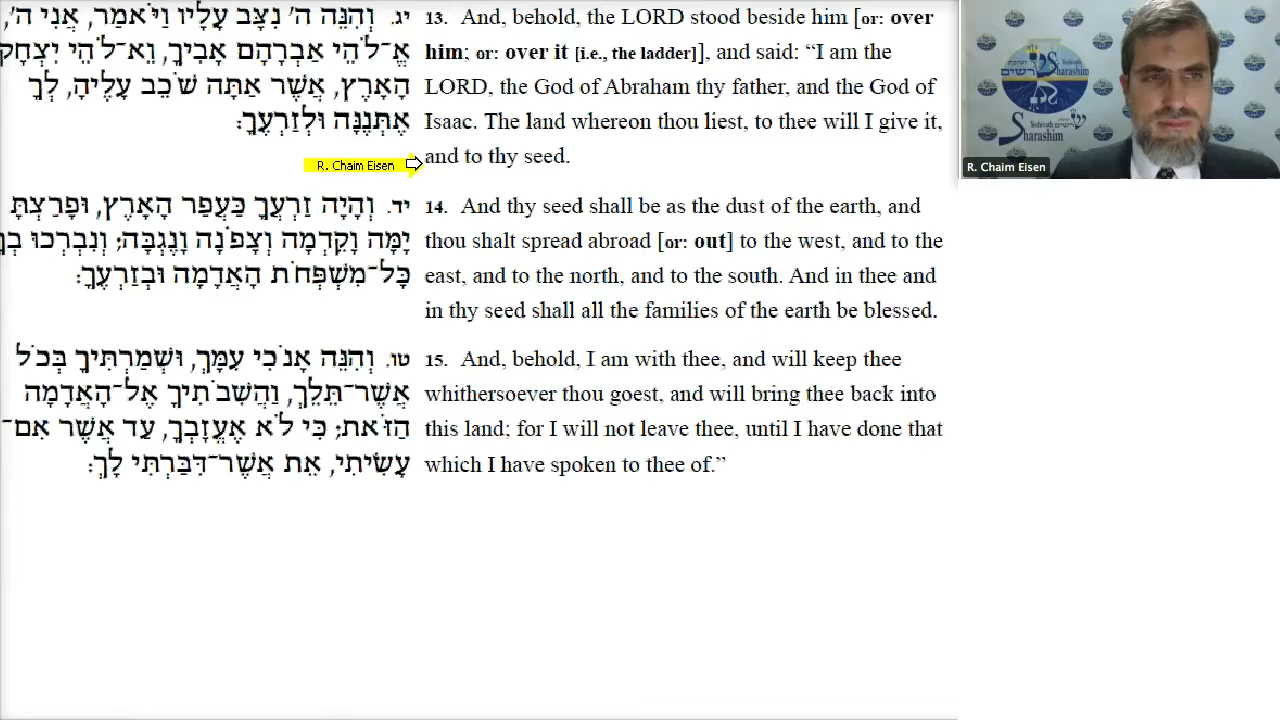 יג. וְהִנֵּה ה' נִצָּב עָלָיו וַיֹּאמַר, אֲנִי ה',
אֱ־לֹהֵי אַבְרָהָם אָבִיךָ, וֵא־לֹהֵי יִצְחָק
הָאָרֶץ, אֲשֶׁר אַתָּה שֹׁכֵב עָלֶיהָ, לְךָ
אֶתְּנֶנָּה וּלְזַרְעֶךָ:
13. And, behold, the LORD stood beside him [or: over
him; or: over it [i.e., the ladder]], and said: “I am the
LORD, the God of Abraham thy father, and the God of
Isaac. The land whereon thou liest, to thee will I give it,
and to thy seed.
R. Chaim Eisen
יד. וְהָיָה זַרְעֲךָ כַּעֲפַר הָאָרֶץ, וּפָרַצְתָּ
יָמָּה וָקֵדְמָה וְצָפֹנָה וָנֶגְבָּה; וְנִבְרְכוּ בְךָ
כָּל־מִשְׁפְּחֹת הָאֲדָמָה וּבְזַרְעֶךָ:
14. And thy seed shall be as the dust of the earth, and
thou shalt spread abroad [or: out] to the west, and to the
east, and to the north, and to the south. And in thee and
in thy seed shall all the families of the earth be blessed.
טו. וְהִנֵּה אָנֹכִי עִמָּךְ, וּשְׁמַרְתִּיךָ בְּכֹל
אֲשֶׁר־תֵּלֵךְ, וַהֲשִׁבֹתִיךָ אֶל־הָאֲדָמָה
הַזֹּאת; כִּי לֹא אֶעֱזָבְךָ, עַד אֲשֶׁר אִם־
עָשִׂיתִי, אֵת אֲשֶׁר־דִּבַּרְתִּי לָךְ:
15. And, behold, I am with thee, and will keep thee
whithersoever thou goest, and will bring thee back into
this land; for I will not leave thee, until I have done that
which I have spoken to thee of.”
ישיבת
שרשים
Sharashim
Yeshivath שרשים
Sharashim
R. Chaim Eisen